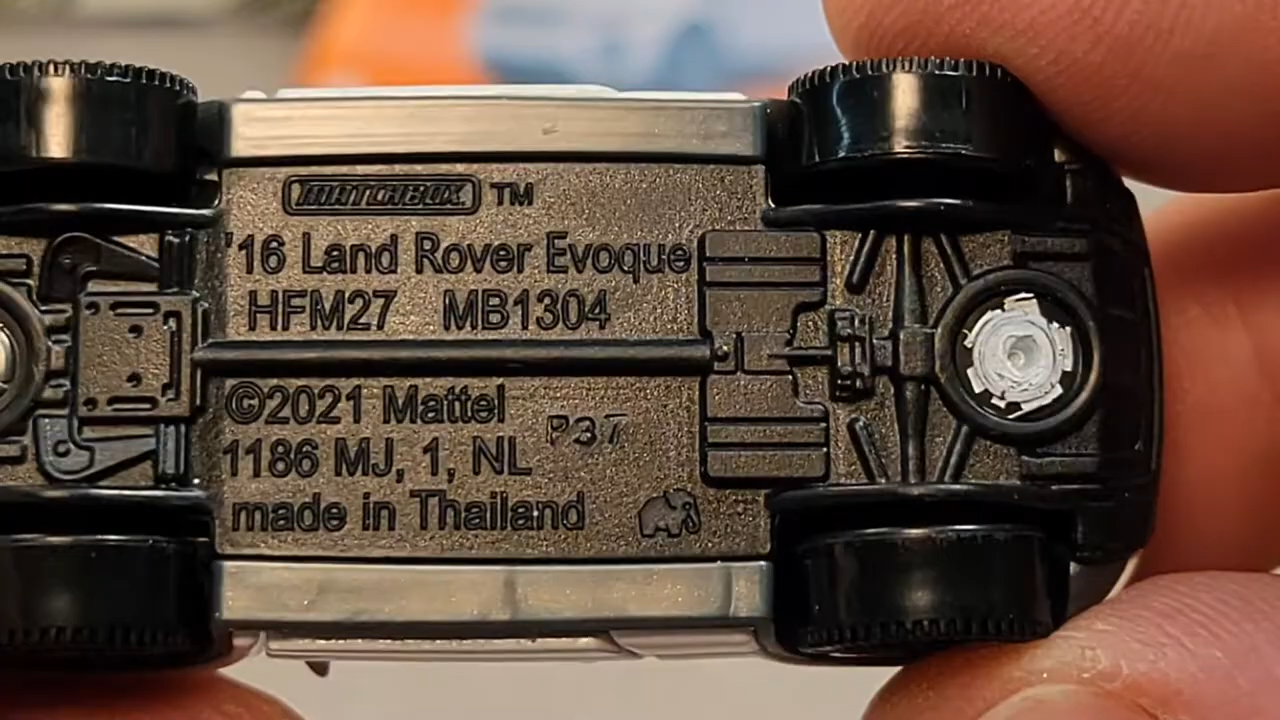 MATCHBOX TM
'16 Land Rover Evoque
HFM27 MB1304
©2021 Mattel
P37
1186 MJ, 1, NL
made in Thailand